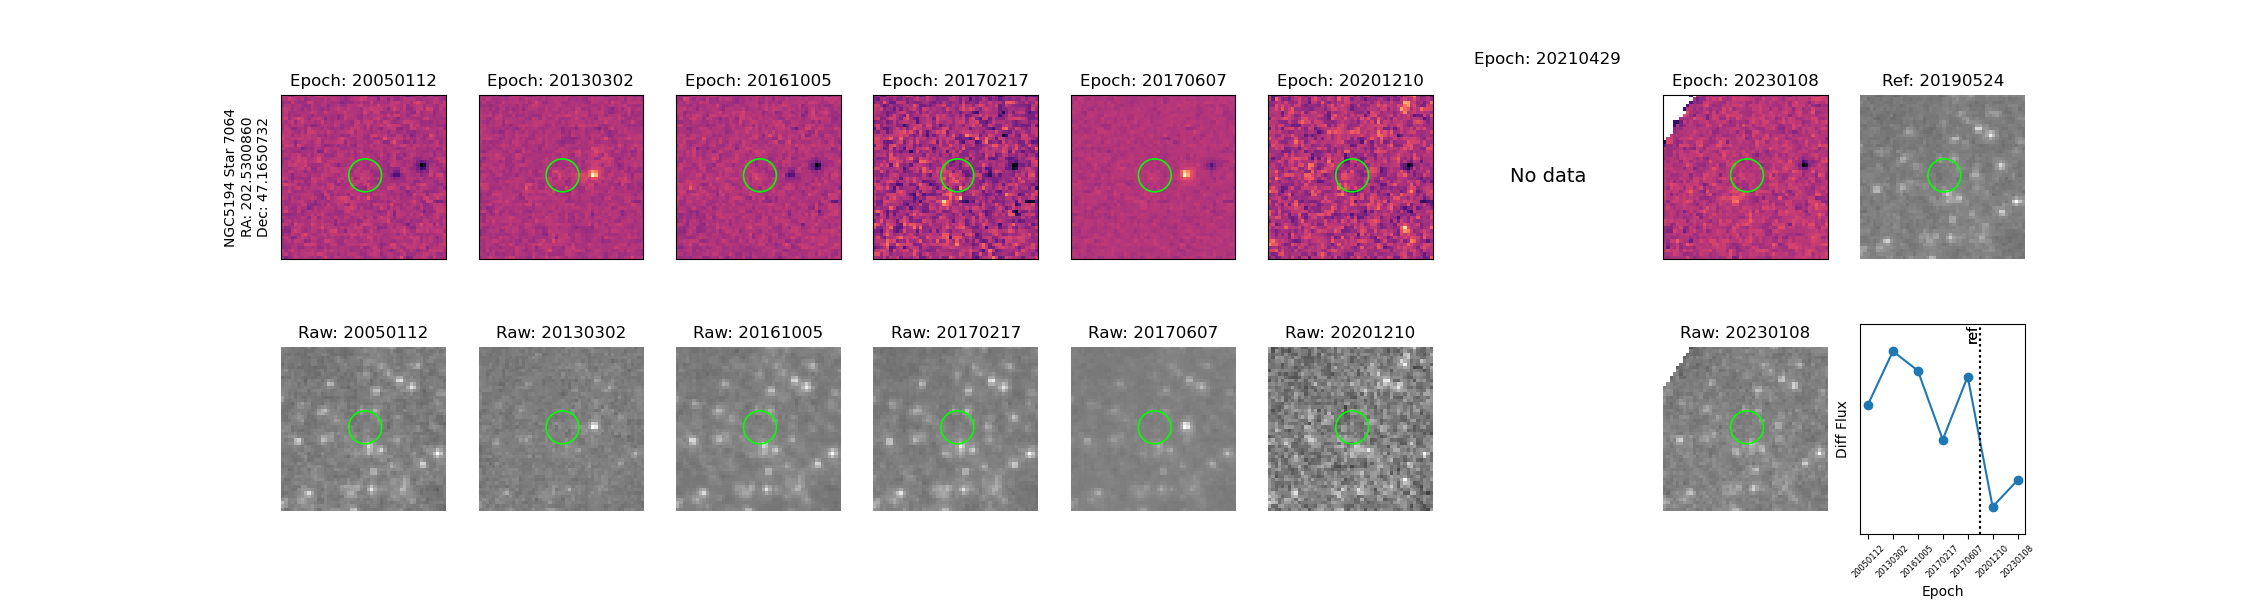 Epoch: 20050112
Epoch: 20130302
Epoch: 20161005
Epoch: 20170217
Epoch: 20170607
Epoch: 20201210
Epoch: 20210429
Epoch: 20230108
Ref: 20190524
NGC5194 Star 7064
RA: 202.5300860
Dec: 47.1650732
No data
Raw: 20050112
Raw: 20130302
Raw: 20161005
Raw: 20170217
Raw: 20170607
Raw: 20201210
Raw: 20230108
ref
Diff Flux
20050112
20130302
20161005
20170217
20170607
20201210
20230108
Epoch